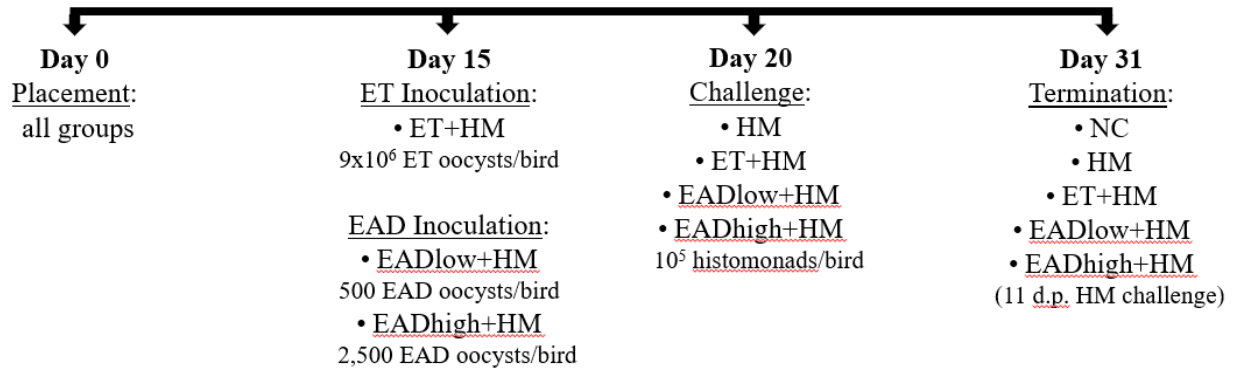 Day 0
Placement:
all groups
Day 15
ET Inoculation:
• ET+HM
9x10⁶ ET oocysts/bird
EAD Inoculation:
• EADlow+HM
500 EAD oocysts/bird
• EADhigh+HM
2,500 EAD oocysts/bird
Day 20
Challenge:
• HM
• ET+HM
• EADlow+HM
• EADhigh+HM
10⁵ histomonads/bird
Day 31
Termination:
• NC
• HM
• ET+HM
• EADlow+HM
• EADhigh+HM
(11 d.p. HM challenge)